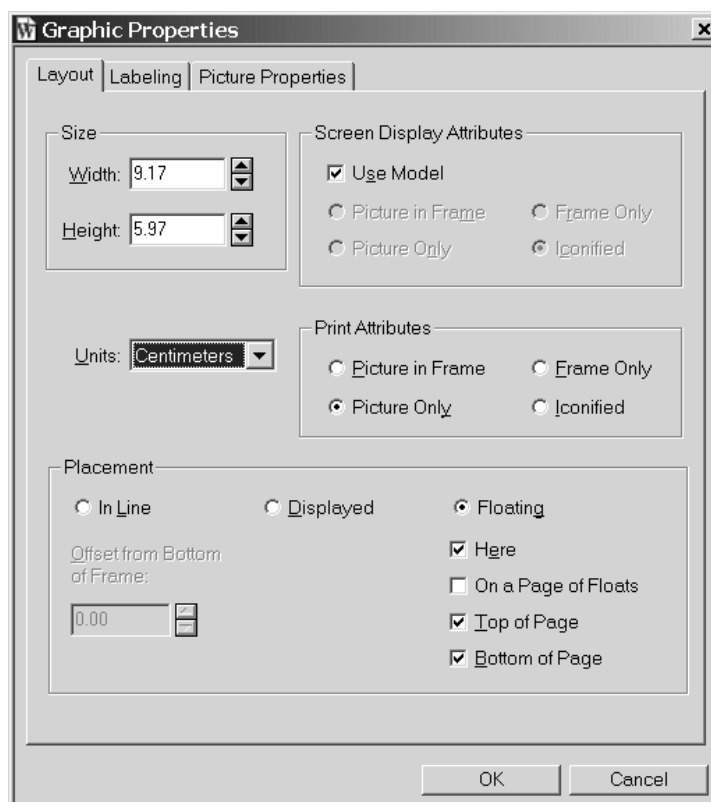 Graphic Properties
Layout Labeling Picture Properties
Size
Width: 9.17
Height: 5.97
Screen Display Attributes
Use Model
Picture in Frame Frame Only
Picture Only Iconified
Units: Centimeters
Print Attributes
Picture in Frame Frame Only
Picture Only Iconified
Placement
In Line Displayed Floating
Offset from Bottom
of Frame:
0.00
Here
On a Page of Floats
Top of Page
Bottom of Page
OK Cancel